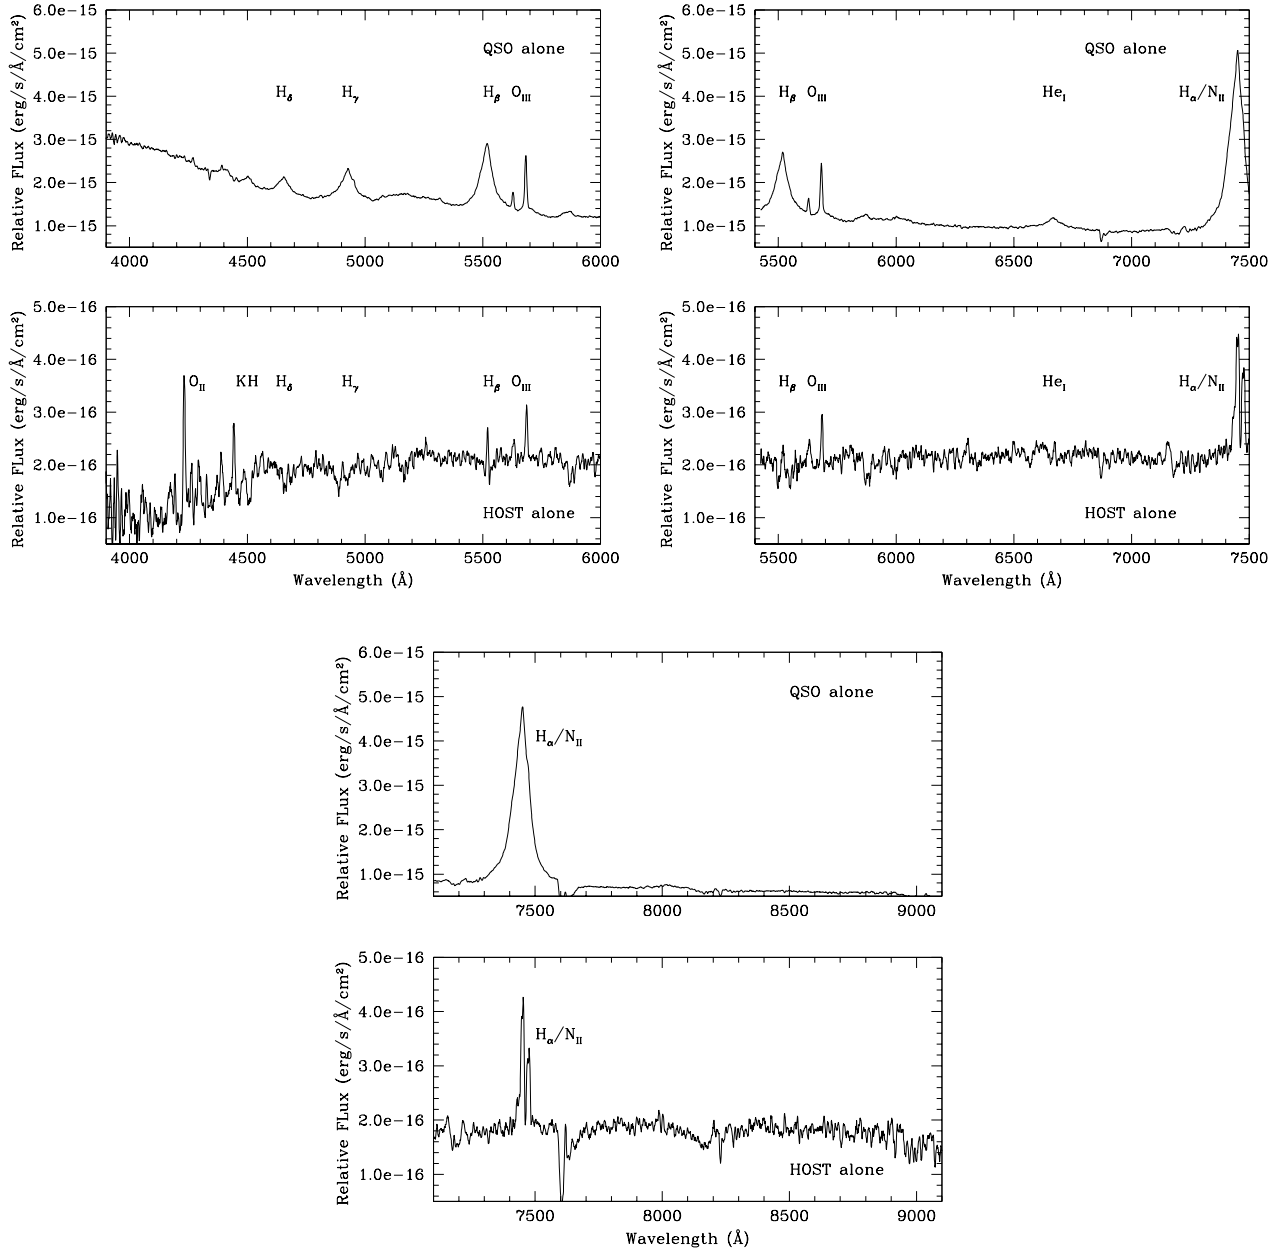 6.0e−15
5.0e−15
4.0e−15
3.0e−15
2.0e−15
1.0e−15
Relative FLux (erg/s/Å/cm²)
QSO alone
Hδ Hγ Hβ OIII
4000 4500 5000 5500 6000
6.0e−15
5.0e−15
4.0e−15
3.0e−15
2.0e−15
1.0e−15
Relative FLux (erg/s/Å/cm²)
QSO alone
Hβ OIII HeI Hα/NII
5500 6000 6500 7000 7500
5.0e−16
4.0e−16
3.0e−16
2.0e−16
1.0e−16
Relative FLux (erg/s/Å/cm²)
OII KH Hδ Hγ Hβ OIII
HOST alone
4000 4500 5000 5500 6000
Wavelength (Å)
5.0e−16
4.0e−16
3.0e−16
2.0e−16
1.0e−16
Relative FLux (erg/s/Å/cm²)
Hβ OIII HeI Hα/NII
HOST alone
5500 6000 6500 7000 7500
Wavelength (Å)
6.0e−15
5.0e−15
4.0e−15
3.0e−15
2.0e−15
1.0e−15
Relative FLux (erg/s/Å/cm²)
QSO alone
Hα/NII
7500 8000 8500 9000
5.0e−16
4.0e−16
3.0e−16
2.0e−16
1.0e−16
Relative FLux (erg/s/Å/cm²)
Hα/NII
HOST alone
7500 8000 8500 9000
Wavelength (Å)